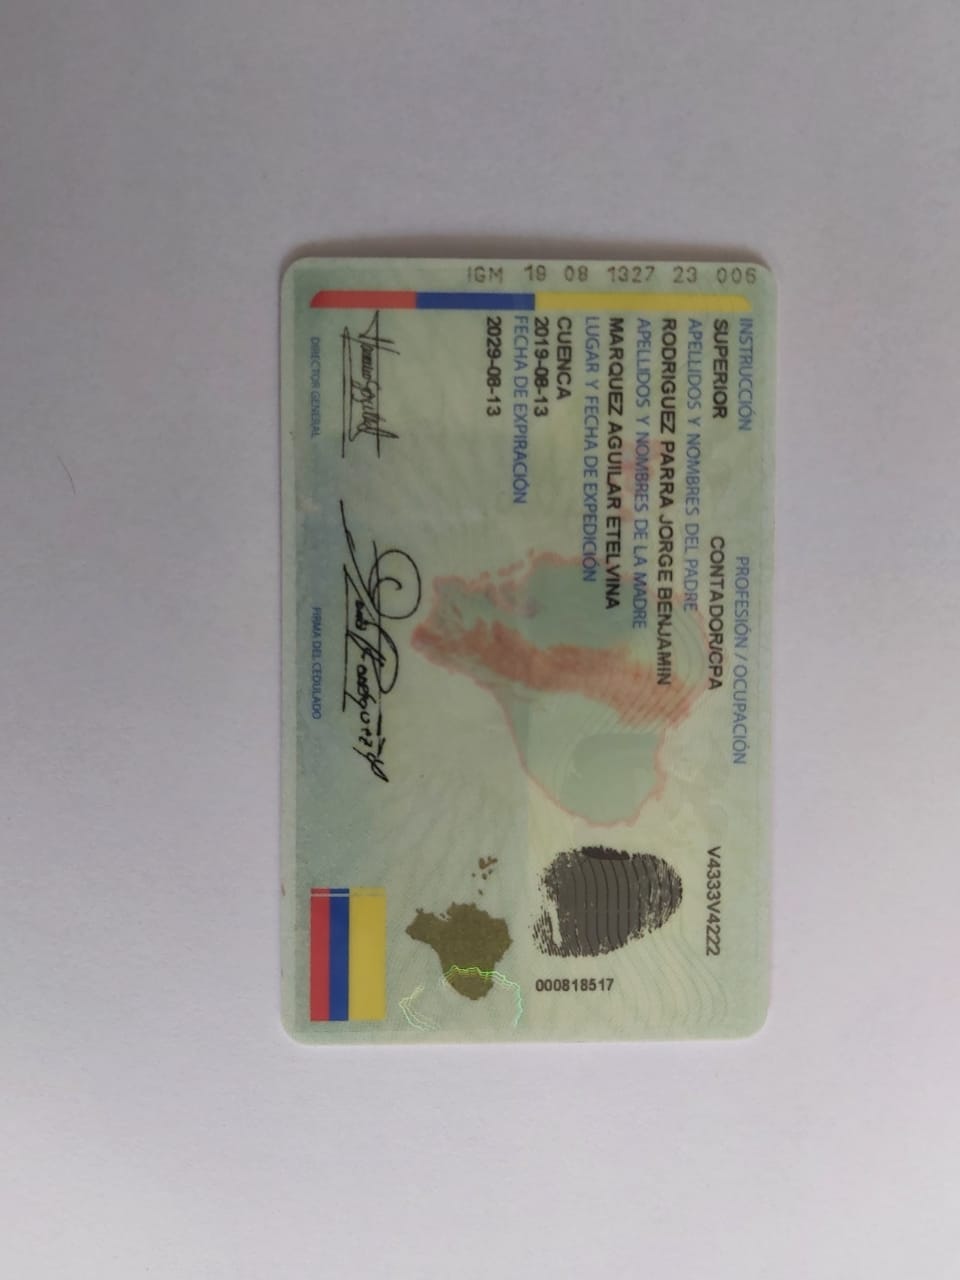 IGM 19 08 1327 23 006
INSTRUCCIÓN PROFESIÓN / OCUPACIÓN
SUPERIOR CONTADOR/CPA V4333V4222
APELLIDOS Y NOMBRES DEL PADRE
RODRIGUEZ PARRA JORGE BENJAMIN
APELLIDOS Y NOMBRES DE LA MADRE
MARQUEZ AGUILAR ETELVINA
LUGAR Y FECHA DE EXPEDICIÓN
CUENCA
2019-08-13
FECHA DE EXPIRACIÓN
2029-08-13
000818517
DIRECTOR GENERAL FIRMA DEL CEDULADO